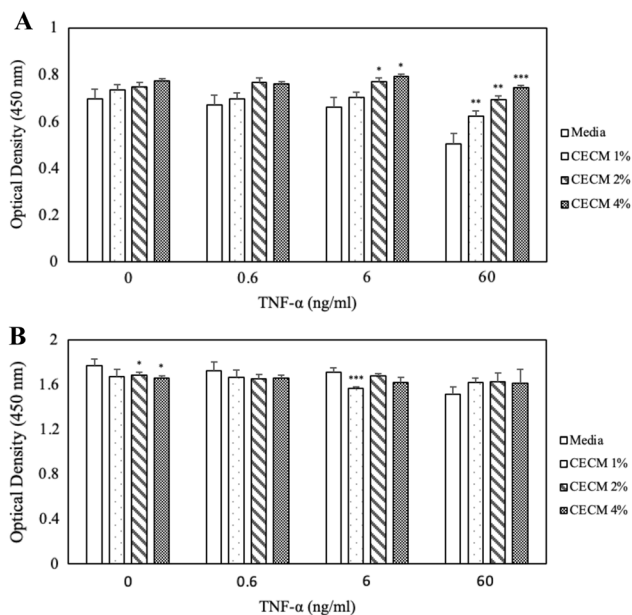 A
1
0.8
0.6
0.4
0.2
0
Optical Density (450 nm)
* *
** ** ***
0 0.6 6 60
TNF-α (ng/ml)
Media
CECM 1%
CECM 2%
CECM 4%
B
2
1.6
1.2
0.8
0.4
0
Optical Density (450 nm)
* *
***
0 0.6 6 60
TNF-α (ng/ml)
Media
CECM 1%
CECM 2%
CECM 4%